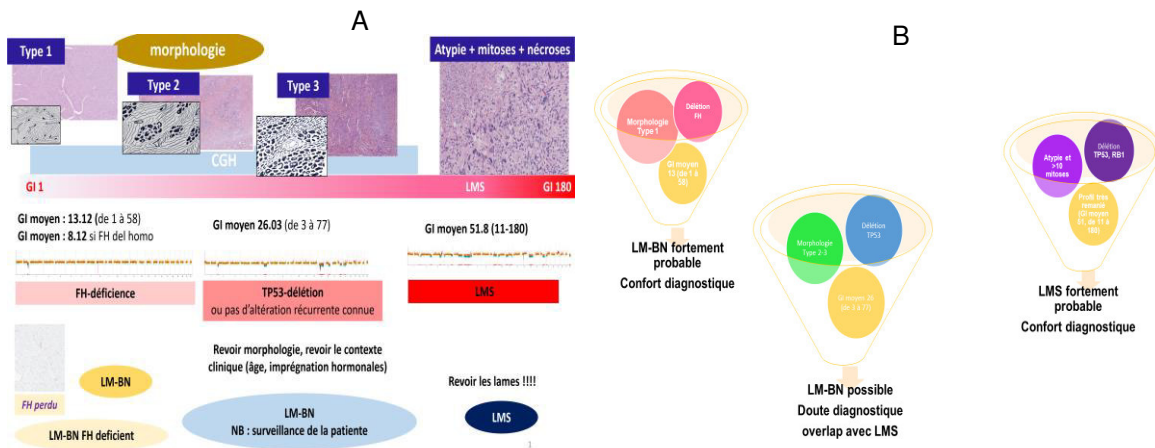 A
Type 1
morphologie
Type 2
Type 3
Atypie + mitoses + nécroses
CGH
GI 1
LMS
GI 180
GI moyen : 13.12 (de 1 à 58)
GI moyen : 8.12 si FH del homo
GI moyen 26.03 (de 3 à 77)
GI moyen 51.8 (11-180)
FH-déficience
TP53-délétion
ou pas d'altération récurrente connue
LMS
Revoir morphologie, revoir le contexte
clinique (âge, imprégnation hormonales)
Revoir les lames !!!!
FH perdu
LM-BN
LM-BN FH deficient
LM-BN
NB : surveillance de la patiente
LMS
1
B
Morphologie
Type 1
Délétion
FH
GI moyen
13 (de 1 à
58)
LM-BN fortement
probable
Confort diagnostique
Morphologie
Type 2-3
Délétion
TP53
GI moyen 26
(de 3 à 77)
LM-BN possible
Doute diagnostique
overlap avec LMS
Atypie et
>10
mitoses
Délétion
TP53, RB1
Profil très
remanié
(GI moyen
51, de 11 à
180)
LMS fortement
probable
Confort diagnostique